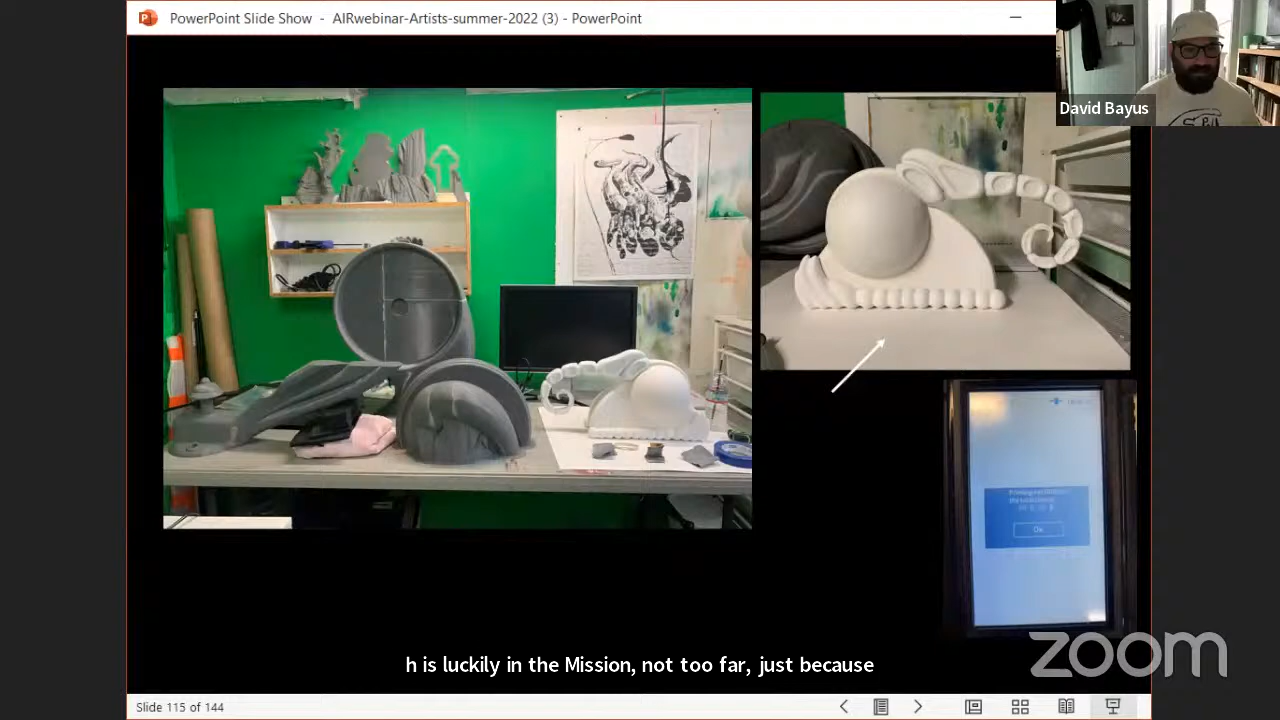 PowerPoint Slide Show - AIRwebinar-Artists-summer-2022 (3) - PowerPoint
David Bayus
Ok
h is luckily in the Mission, not too far, just because
zoom
Slide 115 of 144